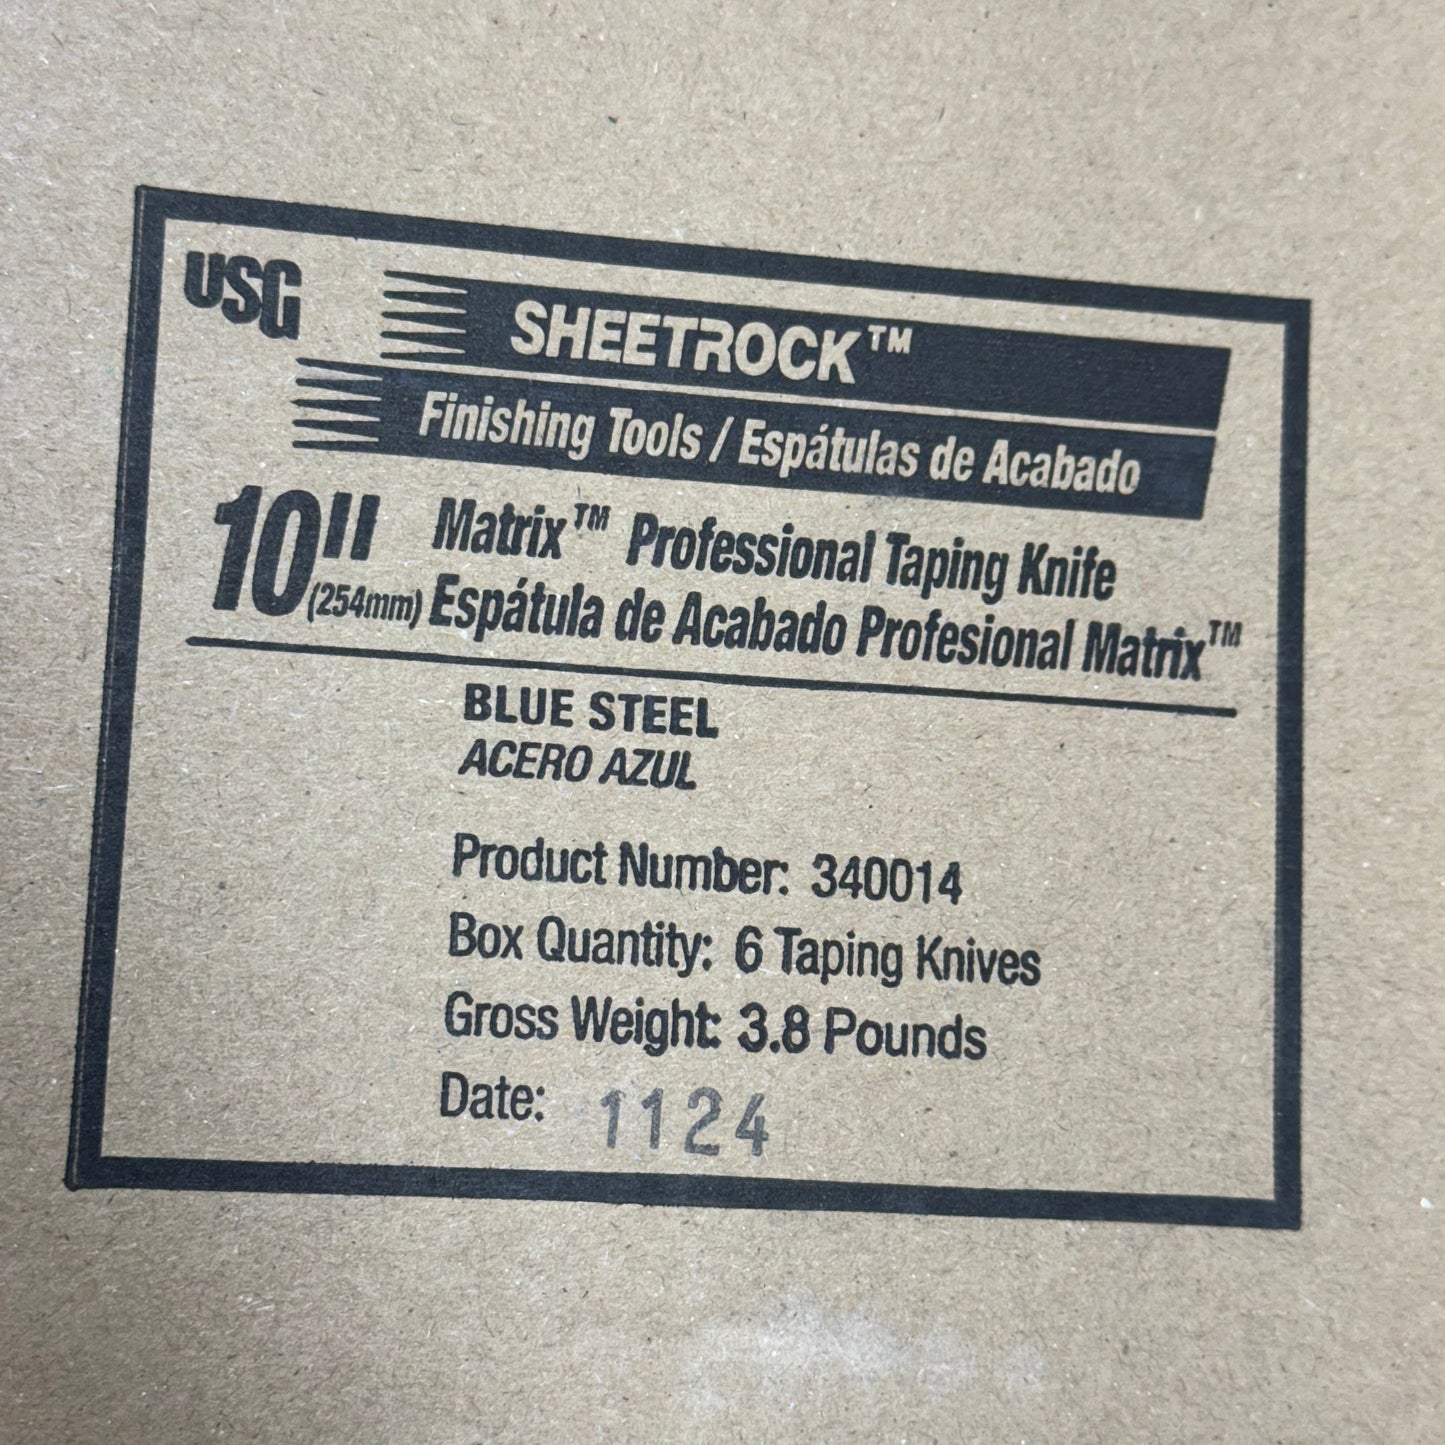 USG
SHEETROCK™
Finishing Tools / Espátulas de Acabado
10" Matrix™ Professional Taping Knife
(254mm) Espátula de Acabado Profesional Matrix™
BLUE STEEL
ACERO AZUL
Product Number: 340014
Box Quantity: 6 Taping Knives
Gross Weight: 3.8 Pounds
Date: 1124